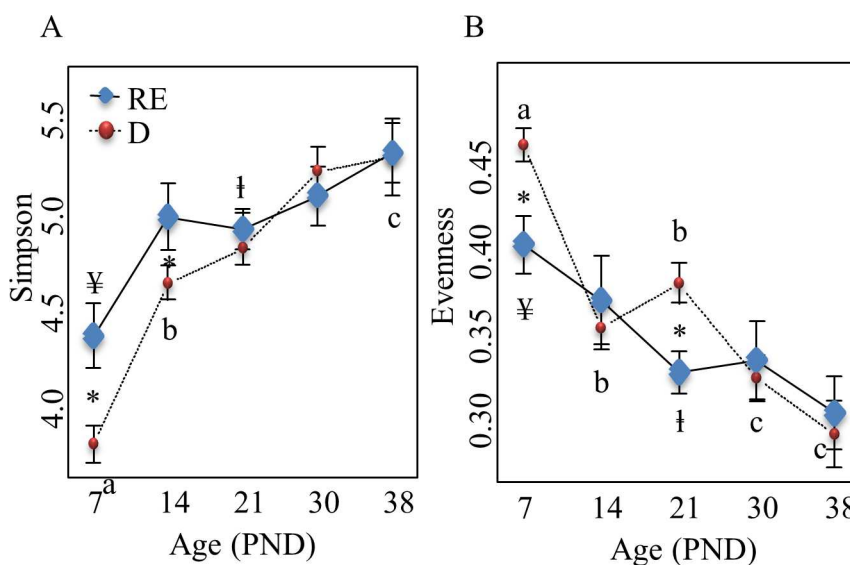 A
RE
D
Simpson
5.5
5.0
4.5
4.0
¥
*
a
*
b
ƚ
c
7 14 21 30 38
Age (PND)
B
Evenness
0.45
0.40
0.35
0.30
a
*
¥
b
b
*
ƚ
c
c
7 14 21 30 38
Age (PND)